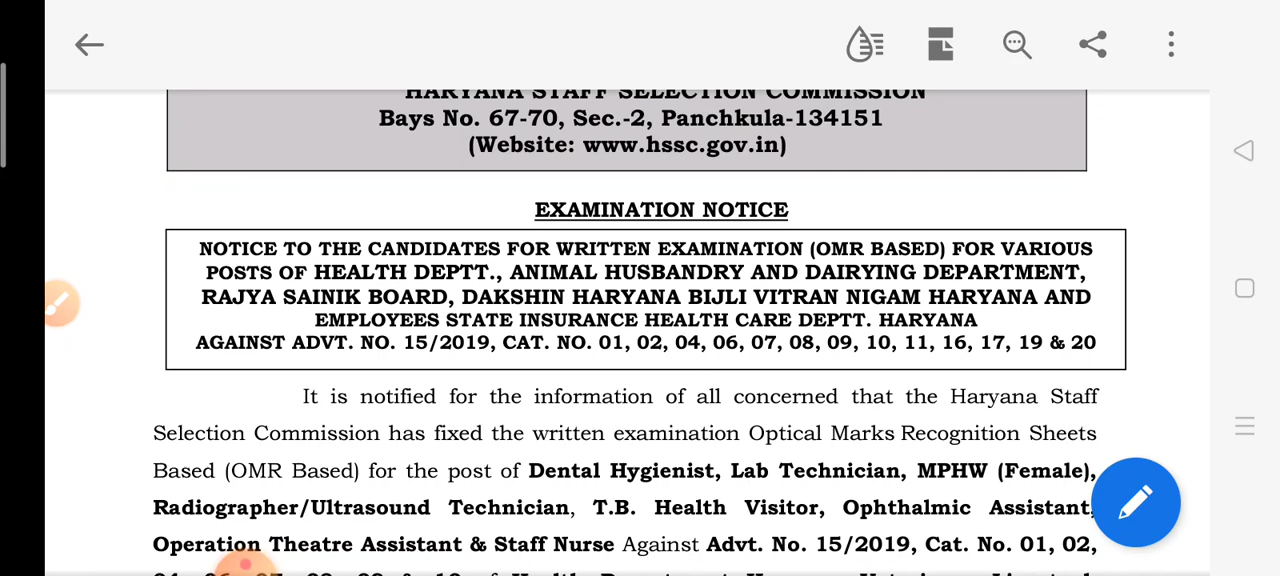 HARYANA STAFF SELECTION COMMISSION
Bays No. 67-70, Sec.-2, Panchkula-134151
(Website: www.hssc.gov.in)
EXAMINATION NOTICE
NOTICE TO THE CANDIDATES FOR WRITTEN EXAMINATION (OMR BASED) FOR VARIOUS
POSTS OF HEALTH DEPTT., ANIMAL HUSBANDRY AND DAIRYING DEPARTMENT,
RAJYA SAINIK BOARD, DAKSHIN HARYANA BIJLI VITRAN NIGAM HARYANA AND
EMPLOYEES STATE INSURANCE HEALTH CARE DEPTT. HARYANA
AGAINST ADVT. NO. 15/2019, CAT. NO. 01, 02, 04, 06, 07, 08, 09, 10, 11, 16, 17, 19 & 20
It is notified for the information of all concerned that the Haryana Staff
Selection Commission has fixed the written examination Optical Marks Recognition Sheets
Based (OMR Based) for the post of Dental Hygienist, Lab Technician, MPHW (Female),
Radiographer/Ultrasound Technician, T.B. Health Visitor, Ophthalmic Assistant,
Operation Theatre Assistant & Staff Nurse Against Advt. No. 15/2019, Cat. No. 01, 02,